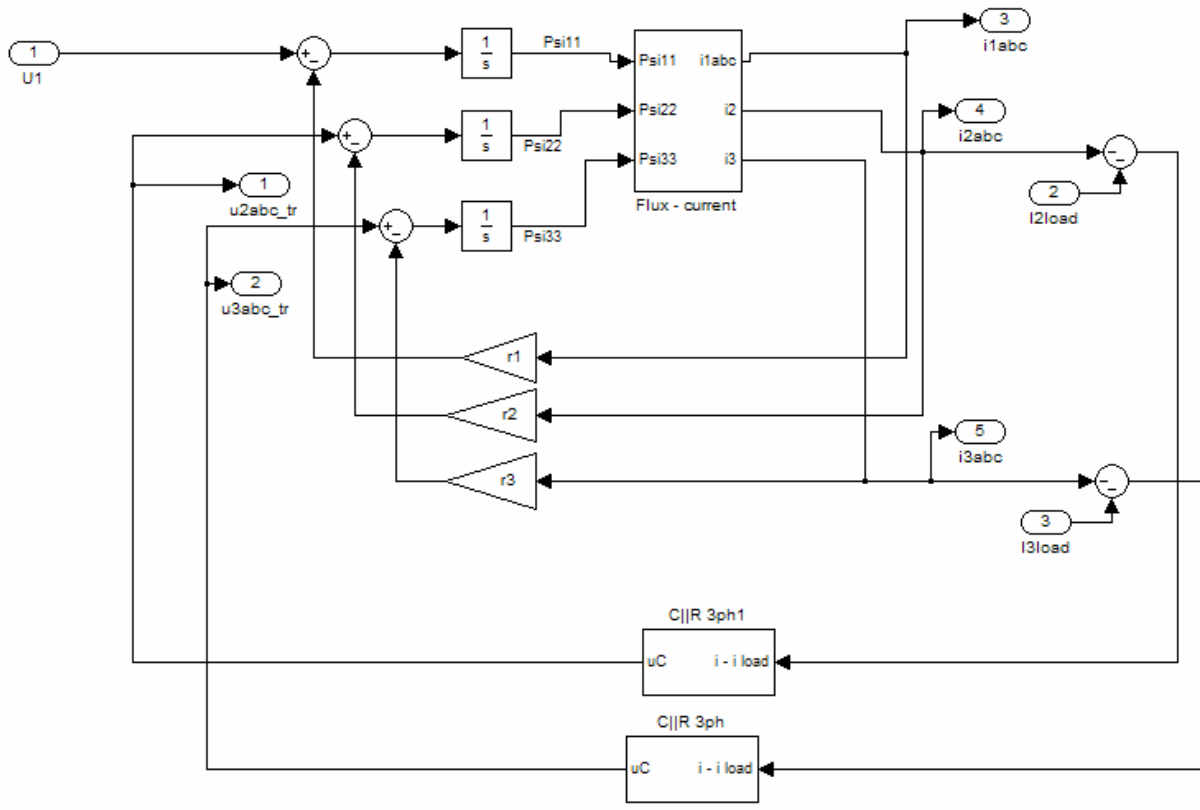 3
i1abc
1
U1
+
-
1
s
Psi11
Psi11
i1abc
Psi22
i2
Psi33
i3
Flux - current
4
i2abc
+
-
1
s
Psi22
-
-
2
I2load
1
u2abc_tr
+
-
1
s
Psi33
2
u3abc_tr
r1
r2
r3
5
i3abc
-
-
3
I3load
C||R 3ph1
uC
i - i load
C||R 3ph
uC
i - i load